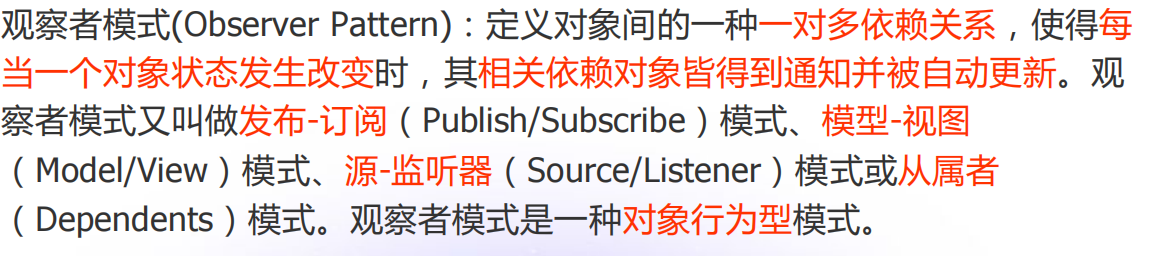 观察者模式(Observer Pattern)：定义对象间的一种一对多依赖关系，使得每
当一个对象状态发生改变时，其相关依赖对象皆得到通知并被自动更新。观
察者模式又叫做发布-订阅（Publish/Subscribe）模式、模型-视图
（Model/View）模式、源-监听器（Source/Listener）模式或从属者
（Dependents）模式。观察者模式是一种对象行为型模式。